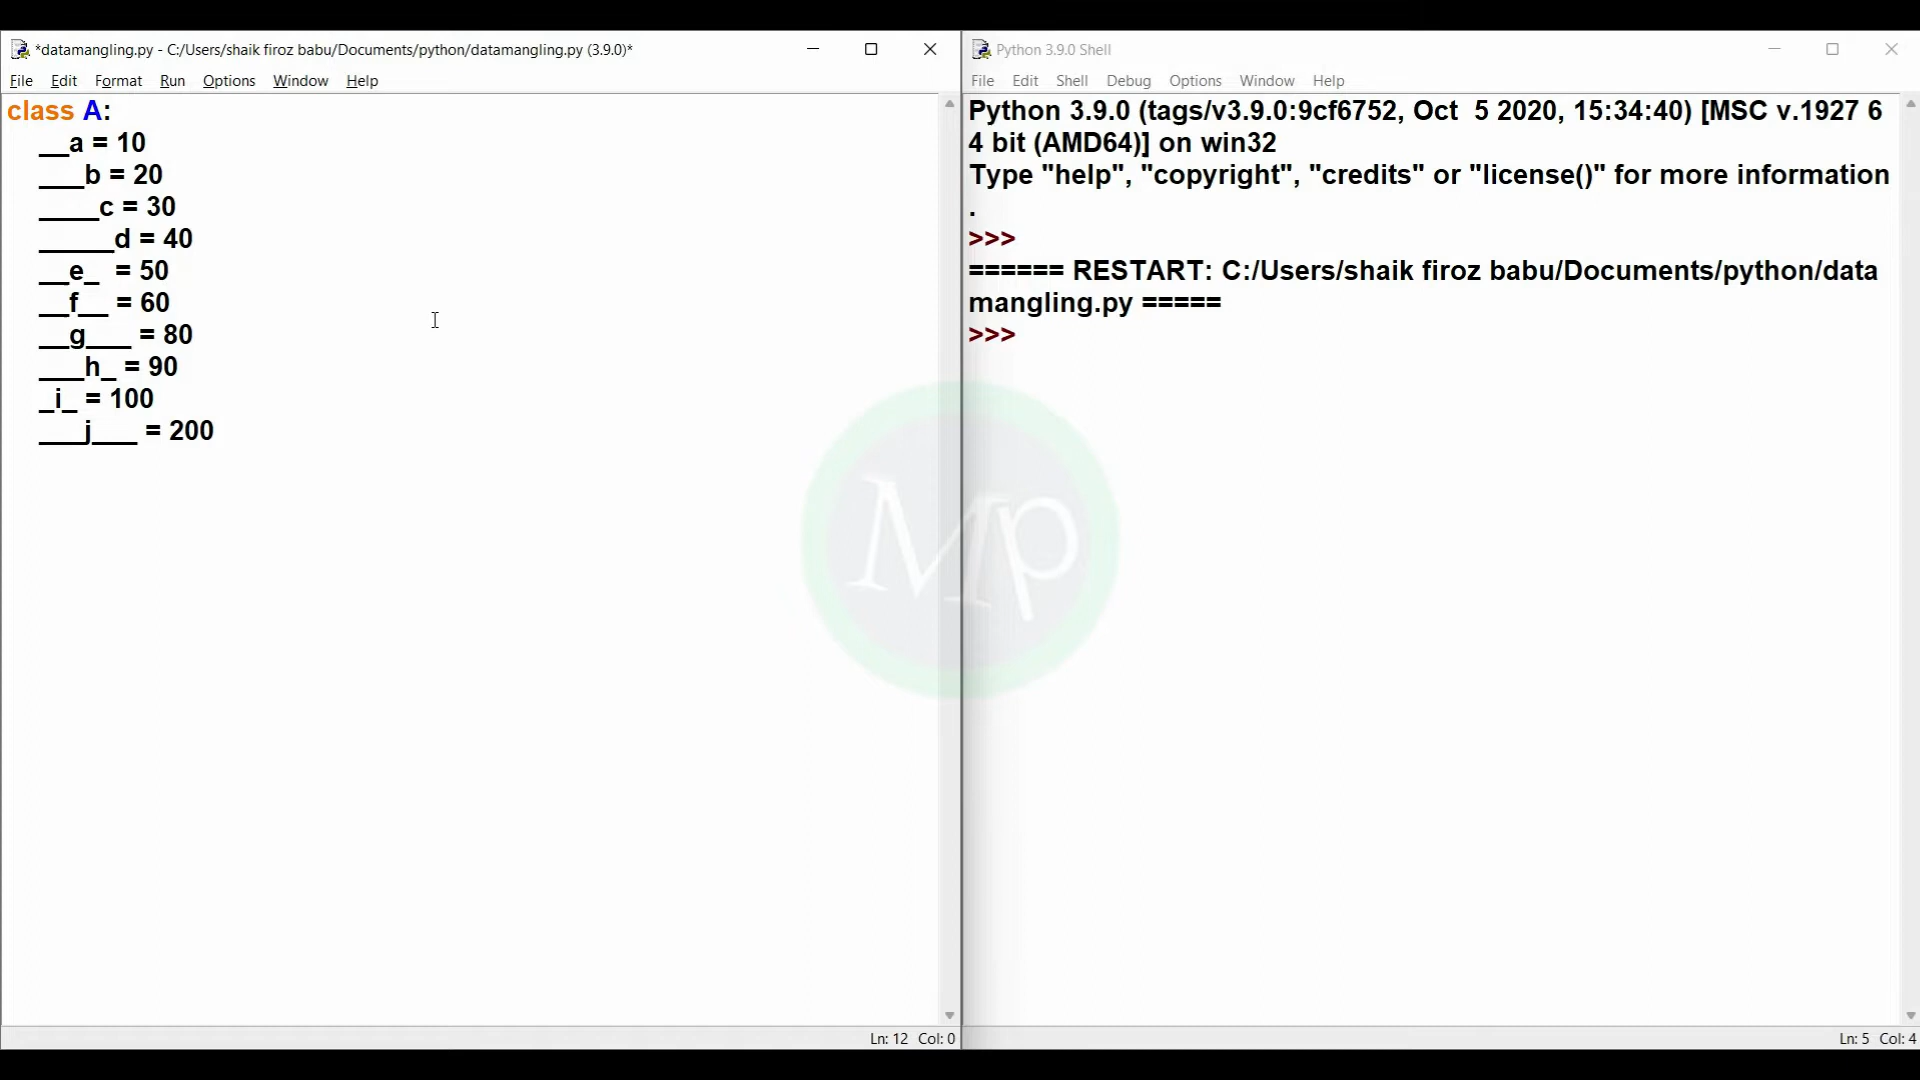 *datamangling.py - C:/Users/shaik firoz babu/Documents/python/datamangling.py (3.9.0)*
File Edit Format Run Options Window Help
class A:
    __a = 10
    ___b = 20
    ____c = 30
    _____d = 40
    __e_  = 50
    __f__ = 60
    __g___ = 80
    ___h_ = 90
    _i_ = 100
    ___j___ = 200
Ln: 12 Col: 0
Python 3.9.0 Shell
File Edit Shell Debug Options Window Help
Python 3.9.0 (tags/v3.9.0:9cf6752, Oct  5 2020, 15:34:40) [MSC v.1927 6
4 bit (AMD64)] on win32
Type "help", "copyright", "credits" or "license()" for more information
.
>>>
====== RESTART: C:/Users/shaik firoz babu/Documents/python/data
mangling.py =====
>>>
Ln: 5 Col: 4
Mp